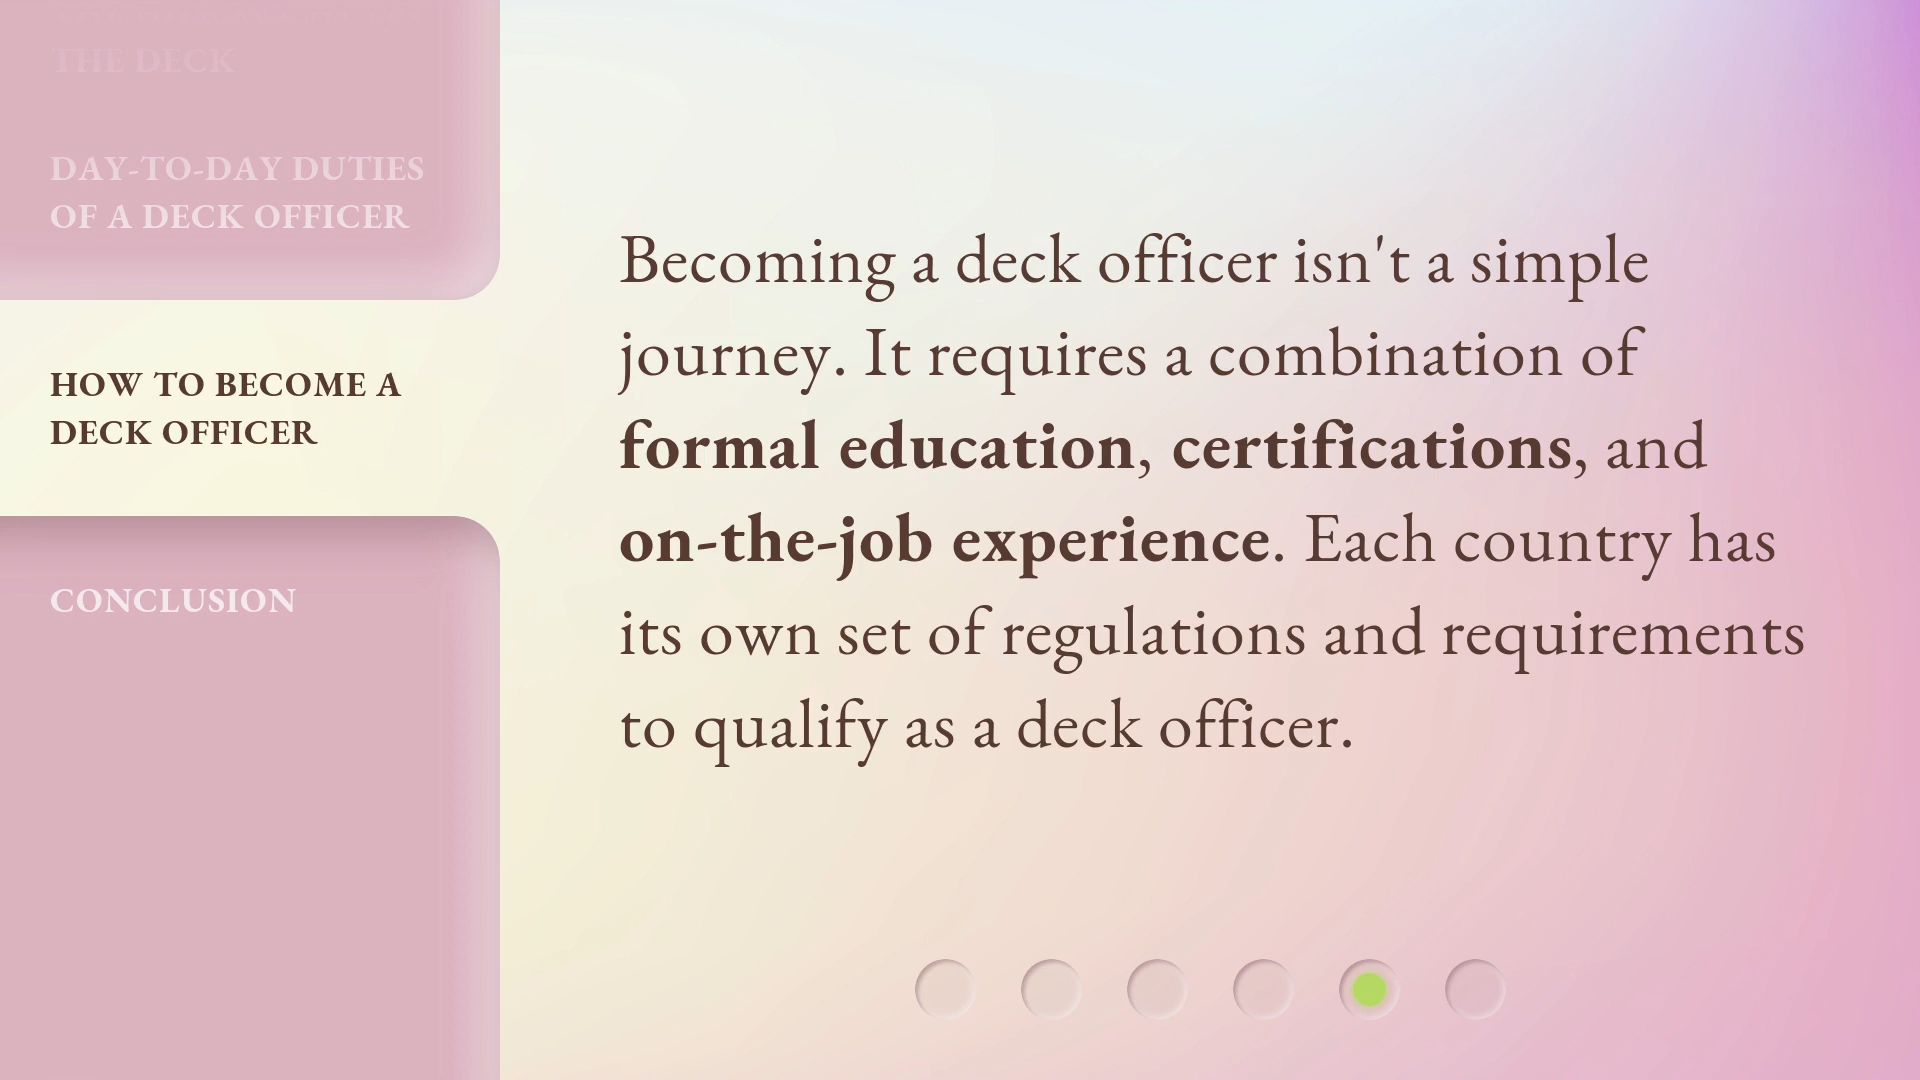 THE DECK
DAY-TO-DAY DUTIES
OF A DECK OFFICER
HOW TO BECOME A
DECK OFFICER
CONCLUSION
Becoming a deck officer isn't a simple
journey. It requires a combination of
formal education, certifications, and
on-the-job experience. Each country has
its own set of regulations and requirements
to qualify as a deck officer.